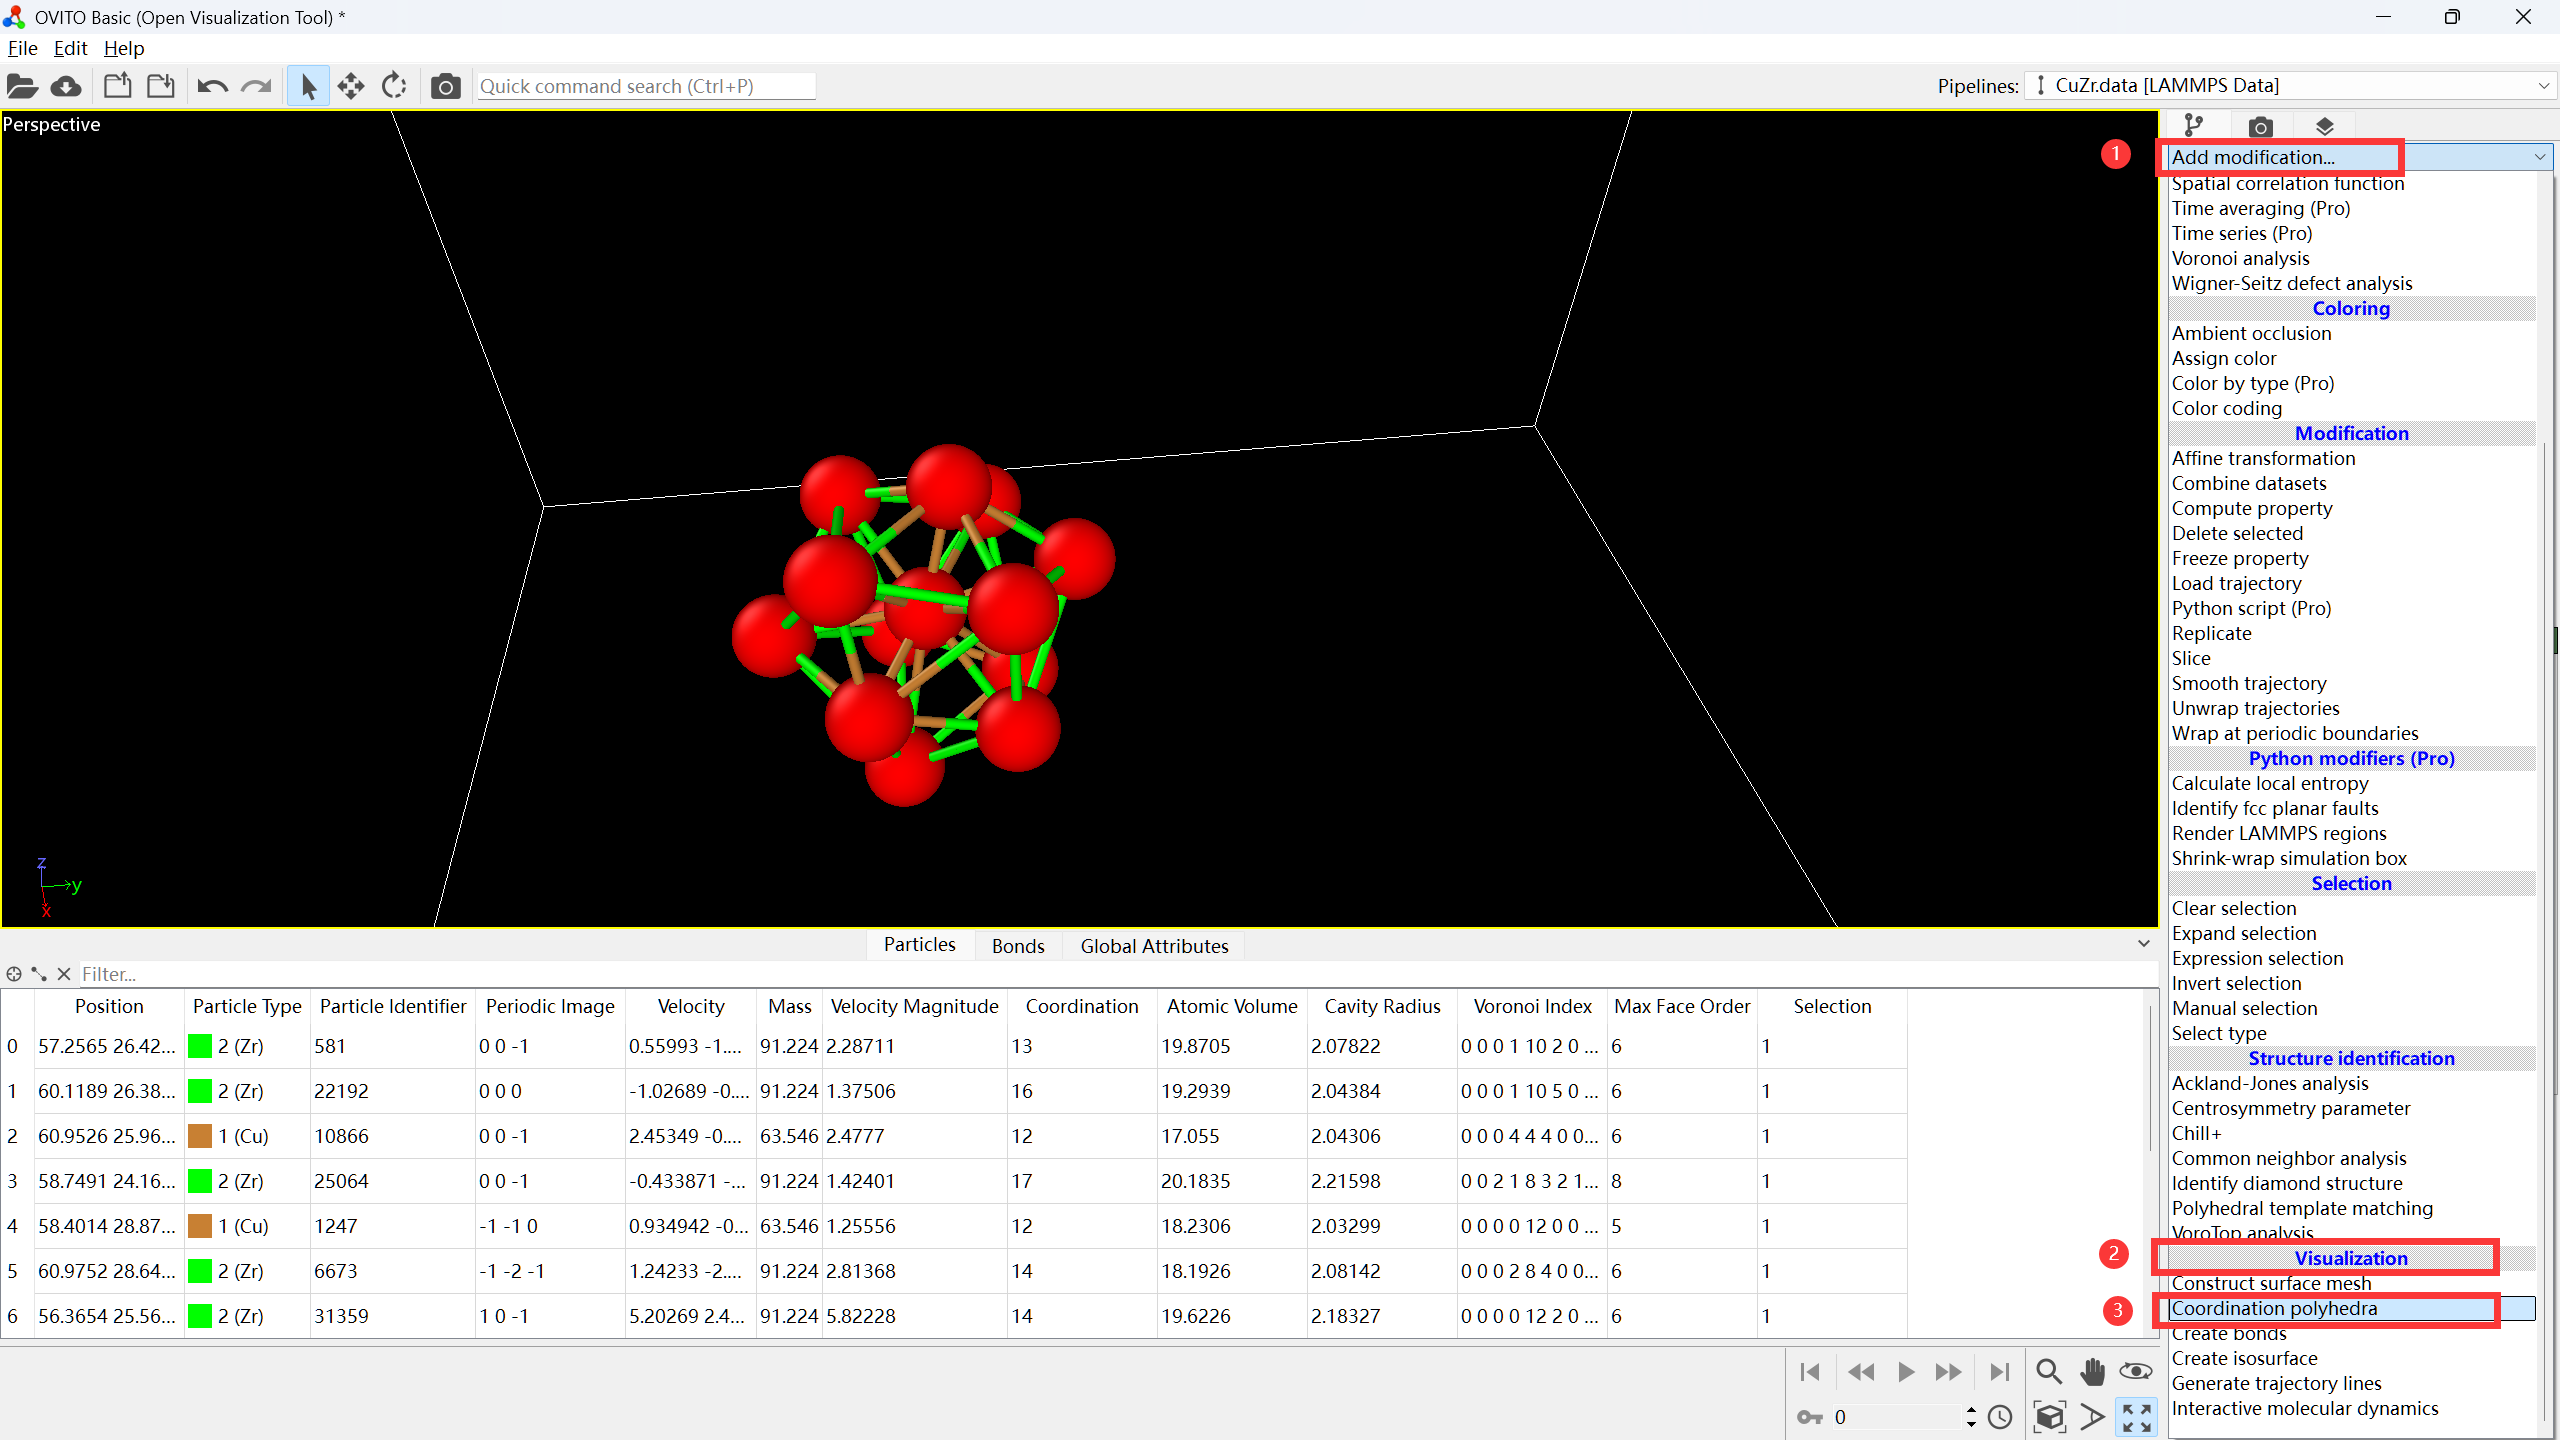 OVITO Basic (Open Visualization Tool) *
File Edit Help
Quick command search (Ctrl+P)
Pipelines: CuZr.data [LAMMPS Data]
Perspective
z
y
x
1
Add modification...
Spatial correlation function
Time averaging (Pro)
Time series (Pro)
Voronoi analysis
Wigner-Seitz defect analysis
Coloring
Ambient occlusion
Assign color
Color by type (Pro)
Color coding
Modification
Affine transformation
Combine datasets
Compute property
Delete selected
Freeze property
Load trajectory
Python script (Pro)
Replicate
Slice
Smooth trajectory
Unwrap trajectories
Wrap at periodic boundaries
Python modifiers (Pro)
Calculate local entropy
Identify fcc planar faults
Render LAMMPS regions
Shrink-wrap simulation box
Selection
Clear selection
Expand selection
Expression selection
Invert selection
Manual selection
Select type
Structure identification
Ackland-Jones analysis
Centrosymmetry parameter
Chill+
Common neighbor analysis
Identify diamond structure
Polyhedral template matching
VoroTop analysis
2
Visualization
Construct surface mesh
3
Coordination polyhedra
Create bonds
Create isosurface
Generate trajectory lines
Interactive molecular dynamics
Particles Bonds Global Attributes
Filter...
Position Particle Type Particle Identifier Periodic Image Velocity Mass Velocity Magnitude Coordination Atomic Volume Cavity Radius Voronoi Index Max Face Order Selection
0 57.2565 26.42... 2 (Zr) 581 0 0 -1 0.55993 -1.... 91.224 2.28711 13 19.8705 2.07822 0 0 0 1 10 2 0 ... 6 1
1 60.1189 26.38... 2 (Zr) 22192 0 0 0 -1.02689 -0.... 91.224 1.37506 16 19.2939 2.04384 0 0 0 1 10 5 0 ... 6 1
2 60.9526 25.96... 1 (Cu) 10866 0 0 -1 2.45349 -0.... 63.546 2.4777 12 17.055 2.04306 0 0 0 4 4 4 0 0... 6 1
3 58.7491 24.16... 2 (Zr) 25064 0 0 -1 -0.433871 -... 91.224 1.42401 17 20.1835 2.21598 0 0 2 1 8 3 2 1... 8 1
4 58.4014 28.87... 1 (Cu) 1247 -1 -1 0 0.934942 -0... 63.546 1.25556 12 18.2306 2.03299 0 0 0 0 12 0 0 ... 5 1
5 60.9752 28.64... 2 (Zr) 6673 -1 -2 -1 1.24233 -2.... 91.224 2.81368 14 18.1926 2.08142 0 0 0 2 8 4 0 0... 6 1
6 56.3654 25.56... 2 (Zr) 31359 1 0 -1 5.20269 2.4... 91.224 5.82228 14 19.6226 2.18327 0 0 0 0 12 2 0 ... 6 1
0